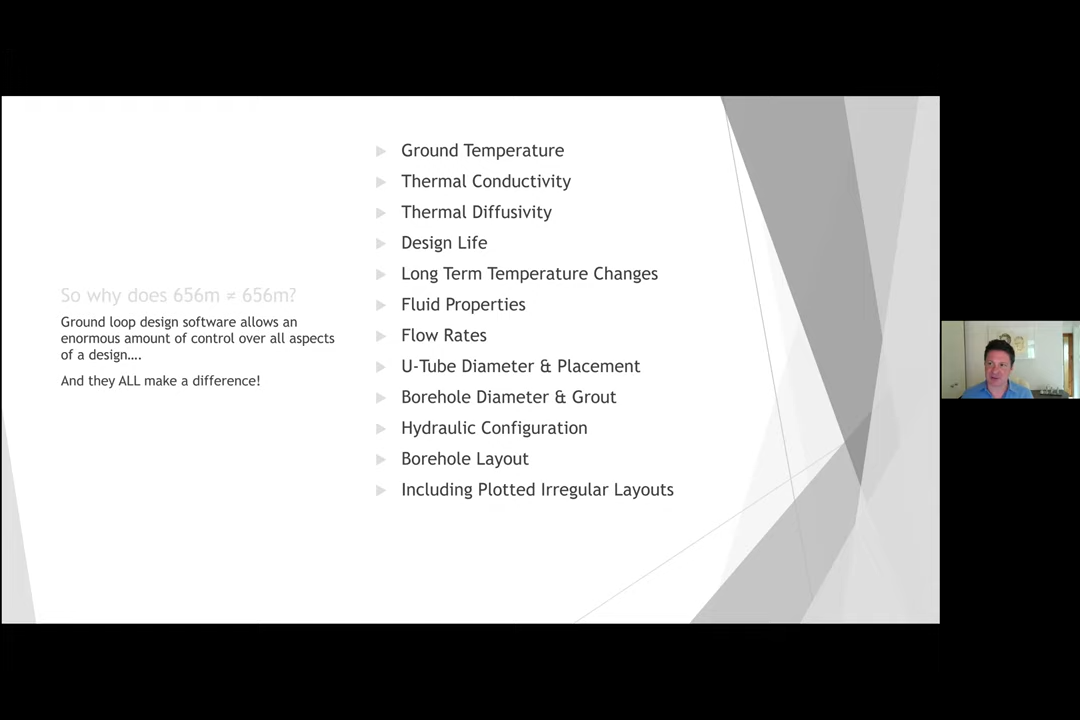 So why does 656m ≠ 656m?
Ground loop design software allows an
enormous amount of control over all aspects
of a design....
And they ALL make a difference!
Ground Temperature
Thermal Conductivity
Thermal Diffusivity
Design Life
Long Term Temperature Changes
Fluid Properties
Flow Rates
U-Tube Diameter & Placement
Borehole Diameter & Grout
Hydraulic Configuration
Borehole Layout
Including Plotted Irregular Layouts